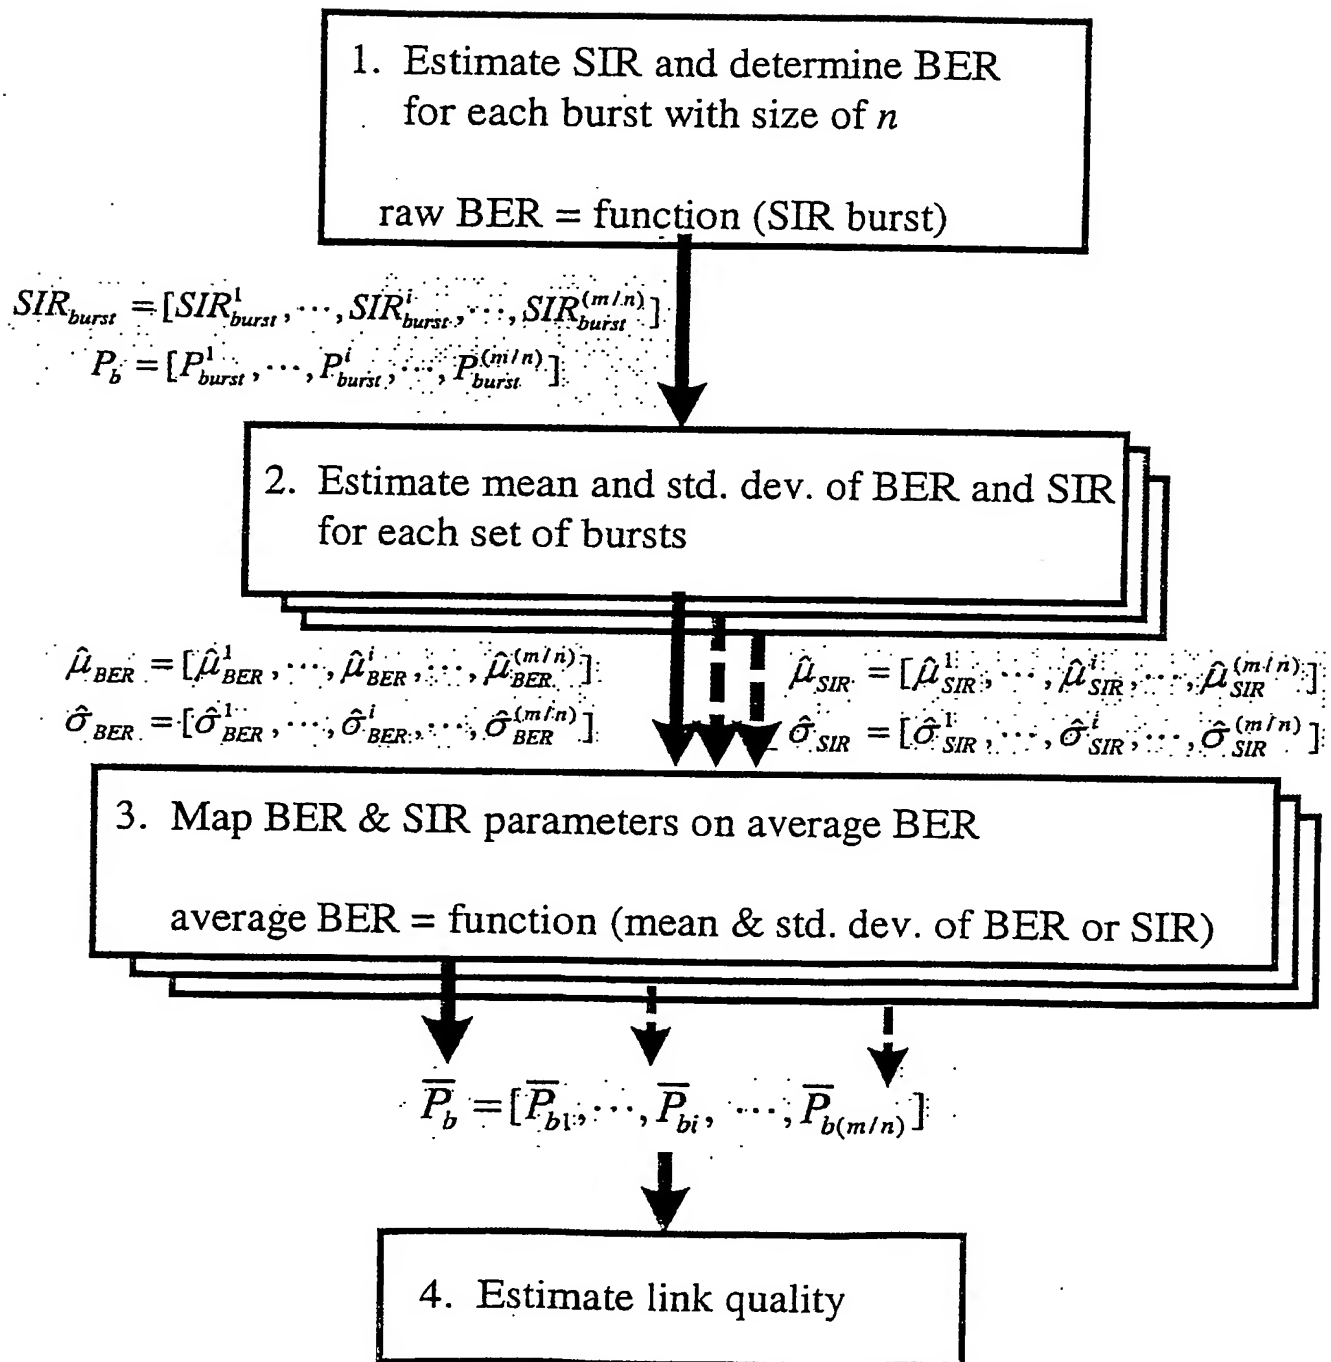 1. Estimate SIR and determine BER
for each burst with size of n
raw BER = function (SIR burst)
SIR_burst = [SIR^1_burst, ⋯, SIR^i_burst, ⋯, SIR^(m/n)_burst]
P_b = [P^1_burst, ⋯, P^i_burst, ⋯, P^(m/n)_burst]
2. Estimate mean and std. dev. of BER and SIR
for each set of bursts
μ̂_BER = [μ̂^1_BER, ⋯, μ̂^i_BER, ⋯, μ̂^(m/n)_BER]
σ̂_BER = [σ̂^1_BER, ⋯, σ̂^i_BER, ⋯, σ̂^(m/n)_BER]
μ̂_SIR = [μ̂^1_SIR, ⋯, μ̂^i_SIR, ⋯, μ̂^(m/n)_SIR]
σ̂_SIR = [σ̂^1_SIR, ⋯, σ̂^i_SIR, ⋯, σ̂^(m/n)_SIR]
3. Map BER & SIR parameters on average BER
average BER = function (mean & std. dev. of BER or SIR)
P̅_b = [P̅_b1, ⋯, P̅_bi, ⋯, P̅_b(m/n)]
4. Estimate link quality